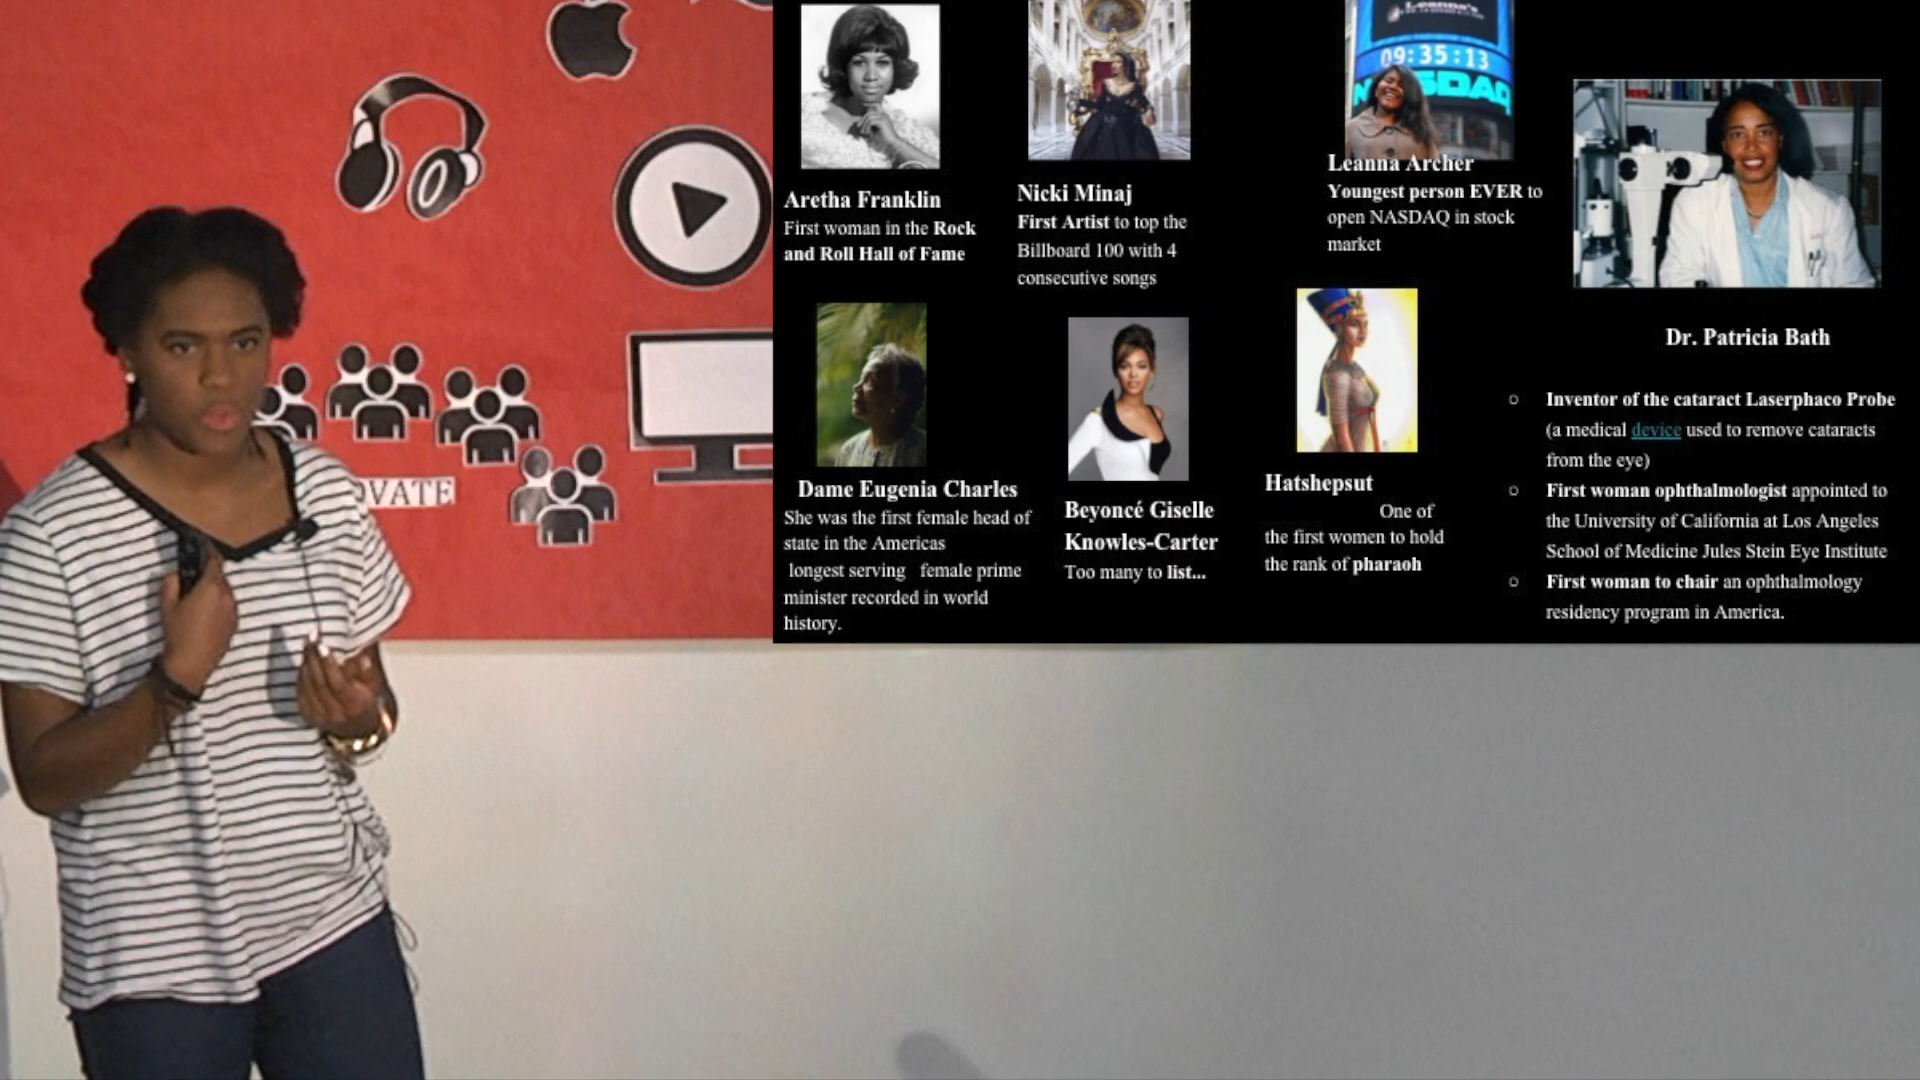 Leanna's
09:35:13
NASDAQ
Aretha Franklin
First woman in the Rock
and Roll Hall of Fame
Nicki Minaj
First Artist to top the
Billboard 100 with 4
consecutive songs
Leanna Archer
Youngest person EVER to
open NASDAQ in stock
market
Dr. Patricia Bath
Inventor of the cataract Laserphaco Probe
(a medical device used to remove cataracts
from the eye)
First woman ophthalmologist appointed to
the University of California at Los Angeles
School of Medicine Jules Stein Eye Institute
First woman to chair an ophthalmology
residency program in America.
Dame Eugenia Charles
She was the first female head of
state in the Americas
longest serving female prime
minister recorded in world
history.
Beyoncé Giselle
Knowles-Carter
Too many to list...
Hatshepsut
One of
the first women to hold
the rank of pharaoh
OVATE